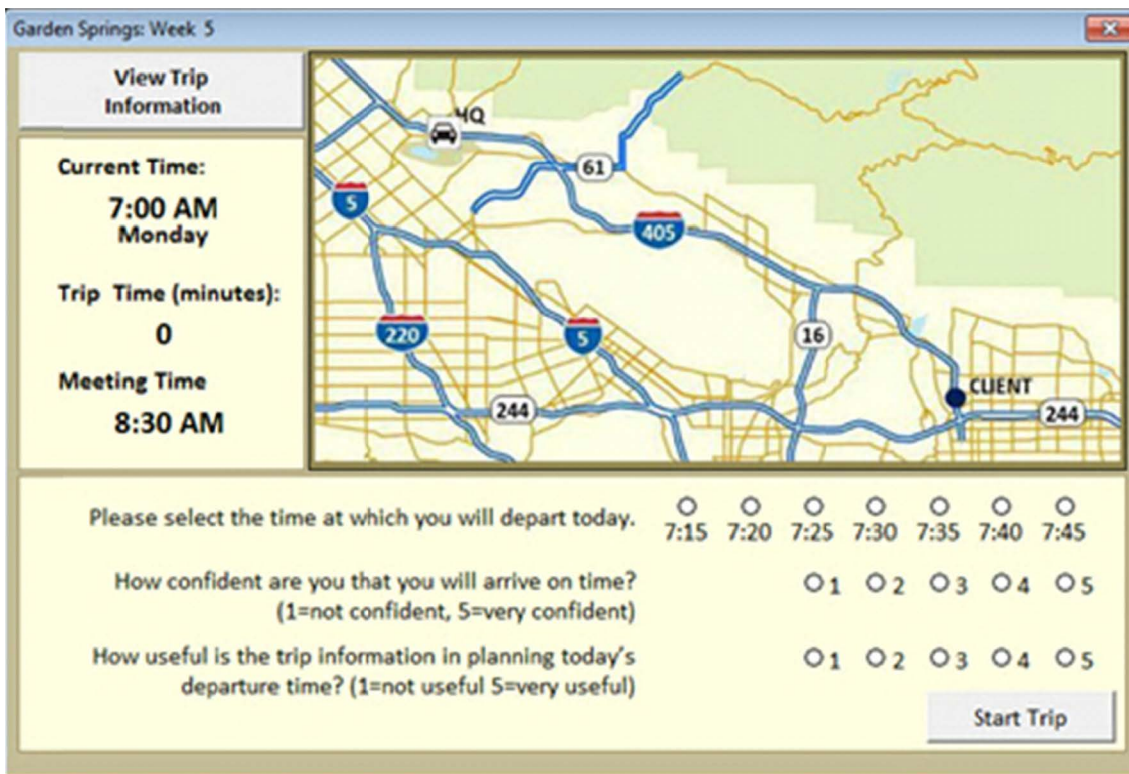 Garden Springs: Week 5
View Trip
Information
Current Time:
7:00 AM
Monday
Trip Time (minutes):
0
Meeting Time
8:30 AM
HQ
61
5
405
220
5
16
CLIENT
244
244
Please select the time at which you will depart today.
7:15 7:20 7:25 7:30 7:35 7:40 7:45
How confident are you that you will arrive on time?
(1=not confident, 5=very confident)
1 2 3 4 5
How useful is the trip information in planning today's
departure time? (1=not useful 5=very useful)
1 2 3 4 5
Start Trip